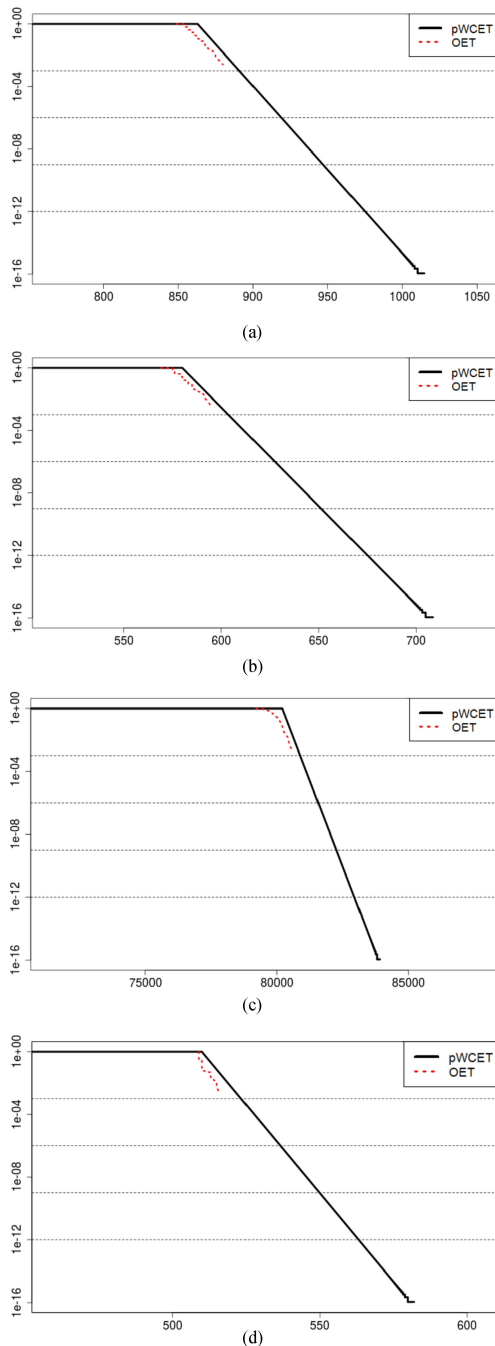 1e+00
1e-04
1e-08
1e-12
1e-16
pWCET
OET
800 850 900 950 1000 1050
(a)
1e+00
1e-04
1e-08
1e-12
1e-16
pWCET
OET
550 600 650 700
(b)
1e+00
1e-04
1e-08
1e-12
1e-16
pWCET
OET
75000 80000 85000
(c)
1e+00
1e-04
1e-08
1e-12
1e-16
pWCET
OET
500 550 600
(d)